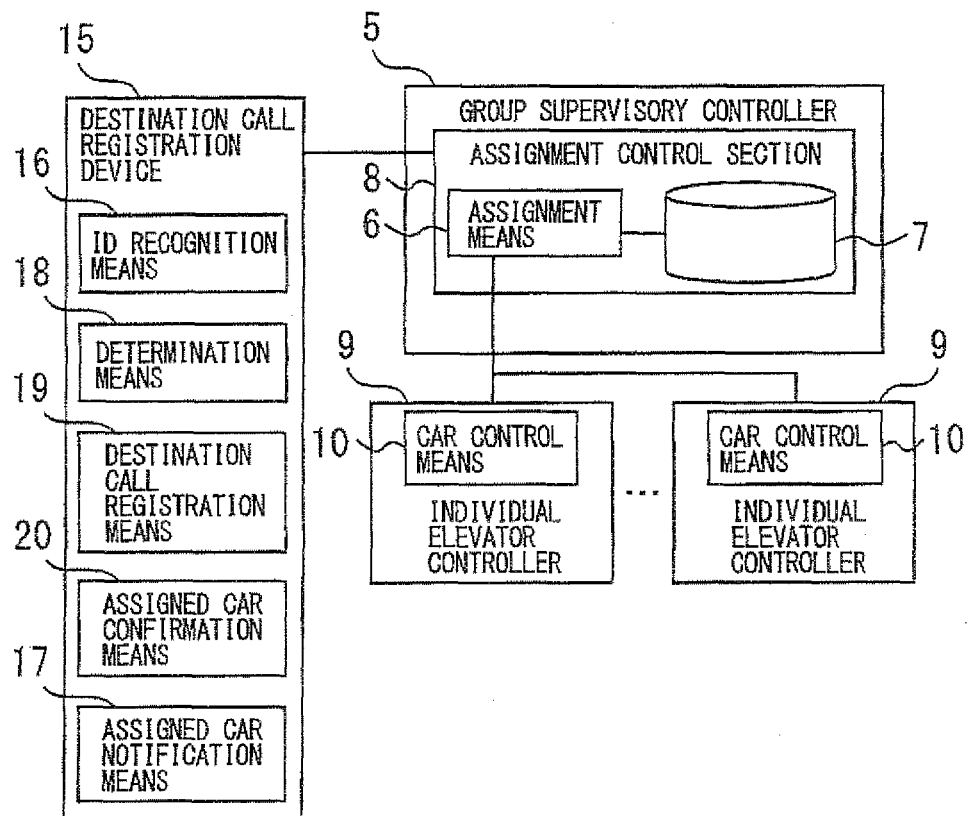 15
DESTINATION CALL
REGISTRATION
DEVICE
16
ID RECOGNITION
MEANS
18
DETERMINATION
MEANS
19
DESTINATION
CALL
REGISTRATION
MEANS
20
ASSIGNED CAR
CONFIRMATION
MEANS
17
ASSIGNED CAR
NOTIFICATION
MEANS
5
GROUP SUPERVISORY CONTROLLER
ASSIGNMENT CONTROL SECTION
8
6
ASSIGNMENT
MEANS
7
9
10
CAR CONTROL
MEANS
INDIVIDUAL
ELEVATOR
CONTROLLER
...
9
CAR CONTROL
MEANS
10
INDIVIDUAL
ELEVATOR
CONTROLLER